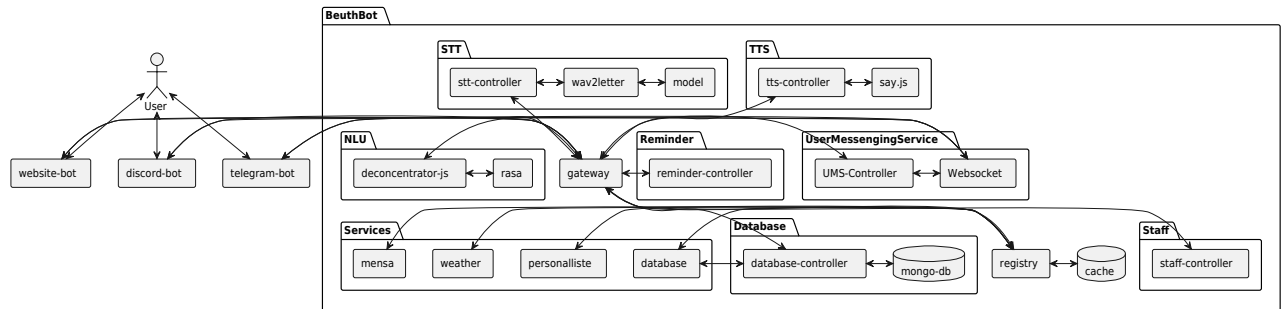 BeuthBot
STT
TTS
stt-controller
wav2letter
model
tts-controller
say.js
User
NLU
Reminder
UserMessengingService
website-bot
discord-bot
telegram-bot
deconcentrator-js
rasa
gateway
reminder-controller
UMS-Controller
Websocket
Services
Database
Staff
mensa
weather
personalliste
database
database-controller
mongo-db
registry
cache
staff-controller